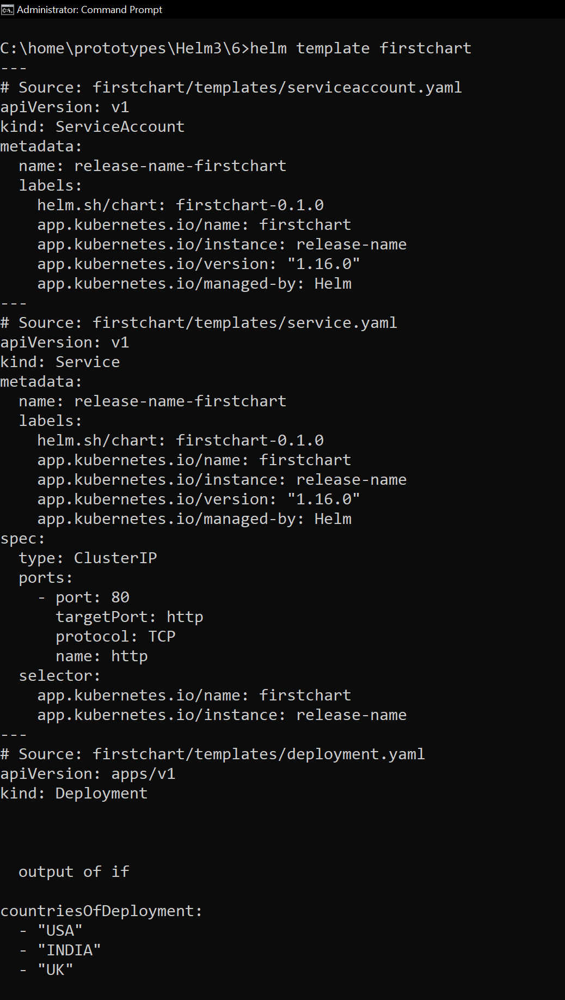 Administrator: Command Prompt
C:\home\prototypes\Helm3\6>helm template firstchart
---
# Source: firstchart/templates/serviceaccount.yaml
apiVersion: v1
kind: ServiceAccount
metadata:
  name: release-name-firstchart
  labels:
    helm.sh/chart: firstchart-0.1.0
    app.kubernetes.io/name: firstchart
    app.kubernetes.io/instance: release-name
    app.kubernetes.io/version: "1.16.0"
    app.kubernetes.io/managed-by: Helm
---
# Source: firstchart/templates/service.yaml
apiVersion: v1
kind: Service
metadata:
  name: release-name-firstchart
  labels:
    helm.sh/chart: firstchart-0.1.0
    app.kubernetes.io/name: firstchart
    app.kubernetes.io/instance: release-name
    app.kubernetes.io/version: "1.16.0"
    app.kubernetes.io/managed-by: Helm
spec:
  type: ClusterIP
  ports:
    - port: 80
      targetPort: http
      protocol: TCP
      name: http
  selector:
    app.kubernetes.io/name: firstchart
    app.kubernetes.io/instance: release-name
---
# Source: firstchart/templates/deployment.yaml
apiVersion: apps/v1
kind: Deployment
  output of if
countriesOfDeployment:
  - "USA"
  - "INDIA"
  - "UK"